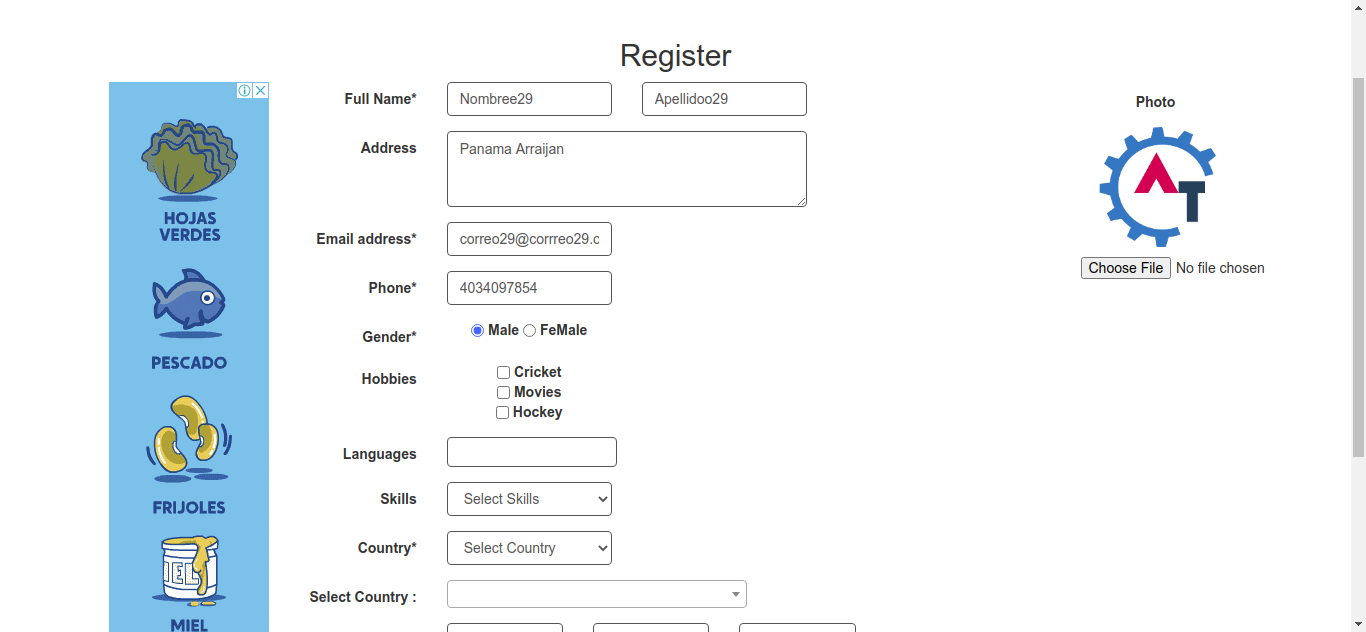 Register
Full Name*
Nombree29
Apellidoo29
Address
Panama Arraijan
Email address*
correo29@corrreo29.c
Phone*
4034097854
Gender*
Male
FeMale
Hobbies
Cricket
Movies
Hockey
Languages
Skills
Select Skills
Country*
Select Country
Select Country :
Photo
AT
Choose File No file chosen
HOJAS
VERDES
PESCADO
FRIJOLES
MIEL